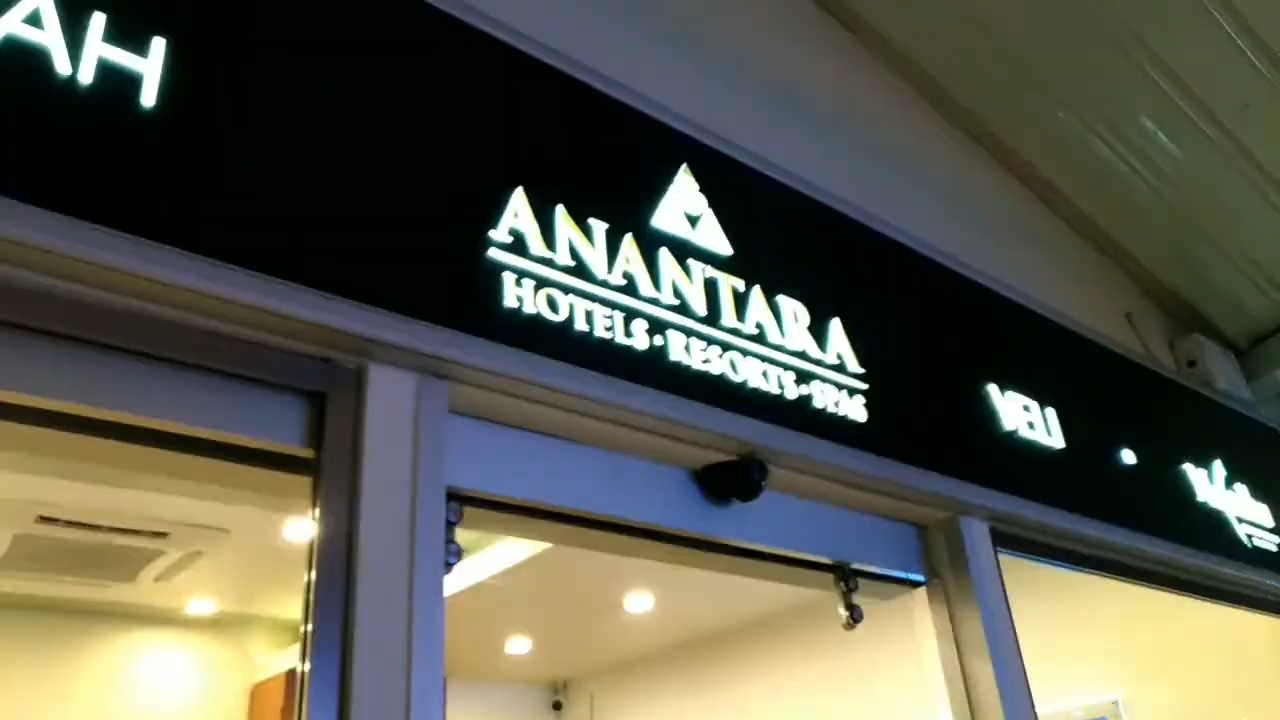 AH
ANANTARA
HOTELS • RESORTS • SPAS
VELI •